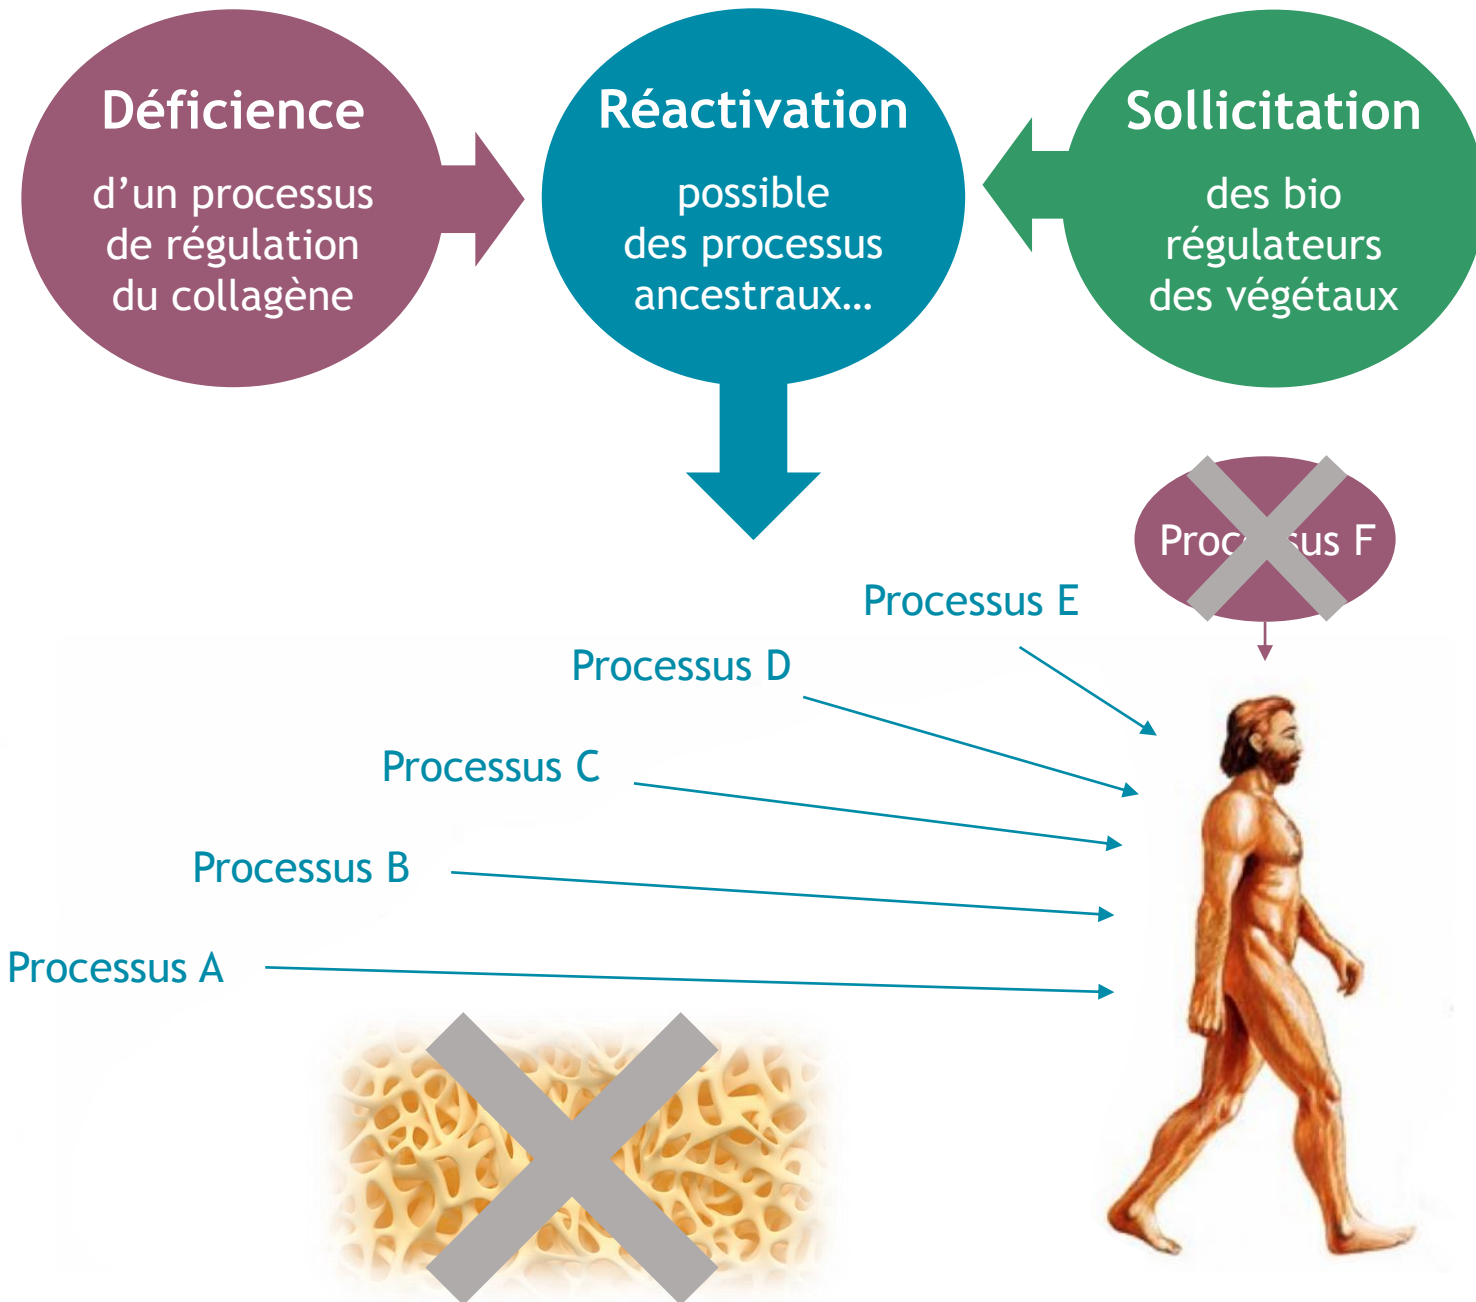 Déficience
d’un processus
de régulation
du collagène
Réactivation
possible
des processus
ancestraux…
Sollicitation
des bio
régulateurs
des végétaux
Processus F
Processus E
Processus D
Processus C
Processus B
Processus A